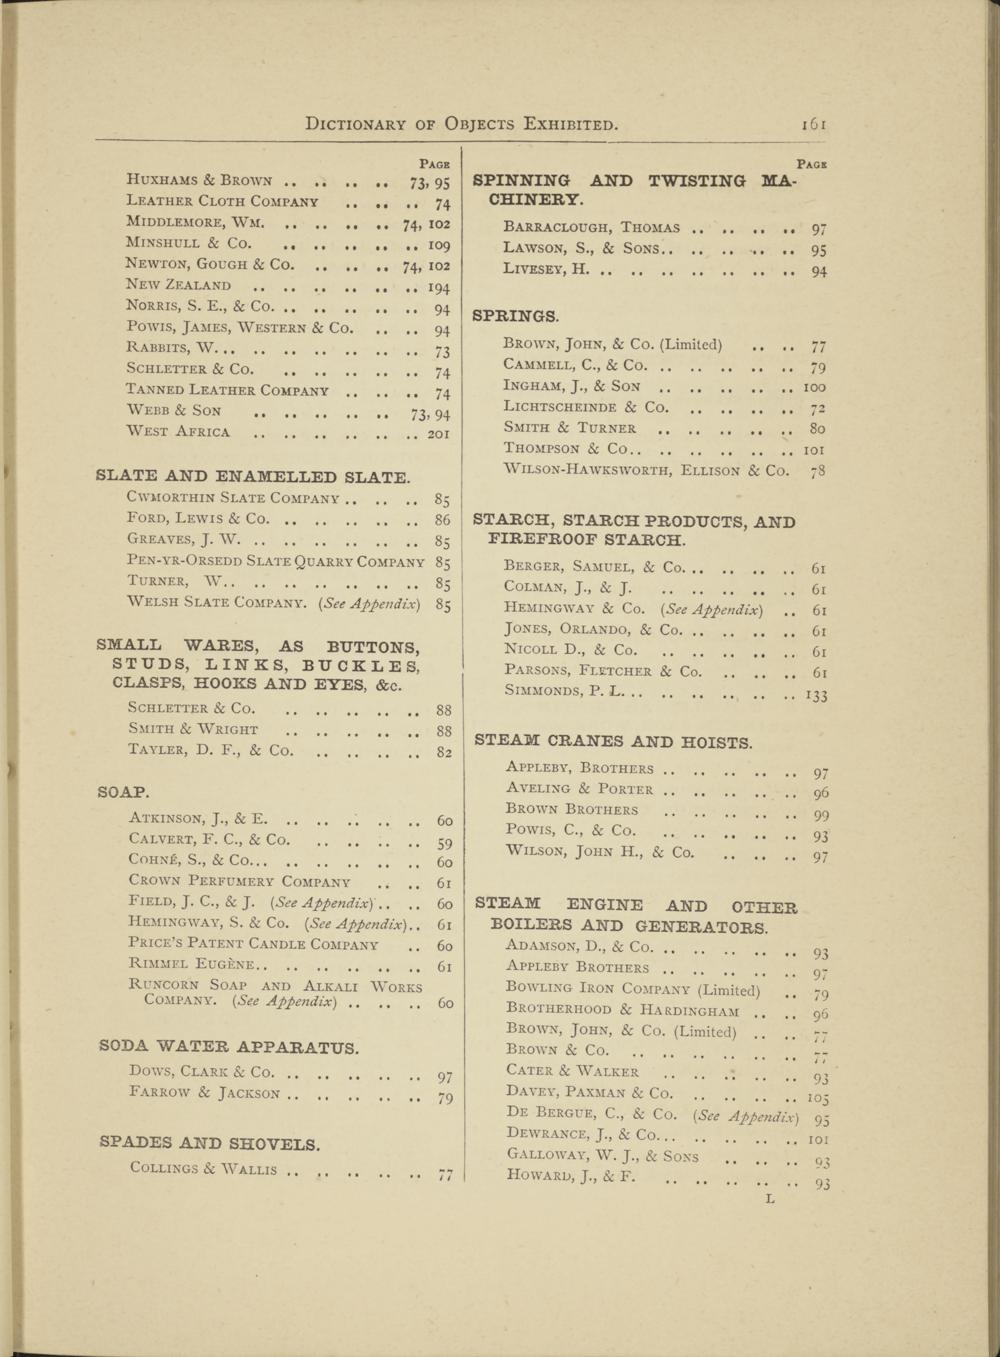 Dictionary of Objects Exhibited. 161
Page
Huxhams & Brown .. .. .. .. 73, 95
Leather Cloth Company .. .. .. 74
Middlemore, Wm. .. .. .. .. 74, 102
Minshull & Co. .. .. .. .. .. 109
Newton, Gough & Co. .. .. .. 74, 102
New Zealand .. .. .. .. .. .. 194
Norris, S. E., & Co. .. .. .. .. .. 94
Powis, James, Western & Co. .. .. 94
Rabbits, W. .. .. .. .. .. .. .. 73
Schletter & Co. .. .. .. .. .. 74
Tanned Leather Company .. .. .. 74
Webb & Son .. .. .. .. .. 73, 94
West Africa .. .. .. .. .. .. 201
SLATE AND ENAMELLED SLATE.
Cwmorthin Slate Company .. .. .. 85
Ford, Lewis & Co. .. .. .. .. .. 86
Greaves, J. W. .. .. .. .. .. .. 85
Pen-yr-Orsedd Slate Quarry Company 85
Turner, W. .. .. .. .. .. .. .. 85
Welsh Slate Company. (See Appendix) 85
SMALL WARES, AS BUTTONS,
STUDS, LINKS, BUCKLES,
CLASPS, HOOKS AND EYES, &c.
Schletter & Co. .. .. .. .. .. 88
Smith & Wright .. .. .. .. .. 88
Tayler, D. F., & Co. .. .. .. .. 82
SOAP.
Atkinson, J., & E. .. .. .. .. .. 60
Calvert, F. C., & Co. .. .. .. .. 59
Cohné, S., & Co. .. .. .. .. .. .. 60
Crown Perfumery Company .. .. 61
Field, J. C., & J. (See Appendix) .. .. 60
Hemingway, S. & Co. (See Appendix) .. 61
Price's Patent Candle Company .. 60
Rimmel Eugène .. .. .. .. .. .. 61
Runcorn Soap and Alkali Works
Company. (See Appendix) .. .. .. 60
SODA WATER APPARATUS.
Dows, Clark & Co. .. .. .. .. .. 97
Farrow & Jackson .. .. .. .. .. 79
SPADES AND SHOVELS.
Collings & Wallis .. .. .. .. .. 77
Page
SPINNING AND TWISTING MA-
CHINERY.
Barraclough, Thomas .. .. .. .. 97
Lawson, S., & Sons .. .. .. .. .. 95
Livesey, H. .. .. .. .. .. .. .. 94
SPRINGS.
Brown, John, & Co. (Limited) .. .. 77
Cammell, C., & Co. .. .. .. .. .. 79
Ingham, J., & Son .. .. .. .. .. 100
Lichtscheinde & Co. .. .. .. .. 72
Smith & Turner .. .. .. .. .. 80
Thompson & Co. .. .. .. .. .. .. 101
Wilson-Hawksworth, Ellison & Co. 78
STARCH, STARCH PRODUCTS, AND
FIREFROOF STARCH.
Berger, Samuel, & Co. .. .. .. .. 61
Colman, J., & J. .. .. .. .. .. 61
Hemingway & Co. (See Appendix) .. 61
Jones, Orlando, & Co. .. .. .. .. 61
Nicoll D., & Co. .. .. .. .. .. 61
Parsons, Fletcher & Co. .. .. .. 61
Simmonds, P. L. .. .. .. .. .. .. 133
STEAM CRANES AND HOISTS.
Appleby, Brothers .. .. .. .. .. 97
Aveling & Porter .. .. .. .. .. 96
Brown Brothers .. .. .. .. .. 99
Powis, C., & Co. .. .. .. .. .. 93
Wilson, John H., & Co. .. .. .. 97
STEAM ENGINE AND OTHER
BOILERS AND GENERATORS.
Adamson, D., & Co. .. .. .. .. .. 93
Appleby Brothers .. .. .. .. .. 97
Bowling Iron Company (Limited) .. 79
Brotherhood & Hardingham .. .. 96
Brown, John, & Co. (Limited) .. .. 77
Brown & Co. .. .. .. .. .. .. 77
Cater & Walker .. .. .. .. .. 93
Davey, Paxman & Co. .. .. .. .. 105
De Bergue, C., & Co. (See Appendix) 95
Dewrance, J., & Co. .. .. .. .. .. 101
Galloway, W. J., & Sons .. .. .. 93
Howard, J., & F. .. .. .. .. .. 93
L